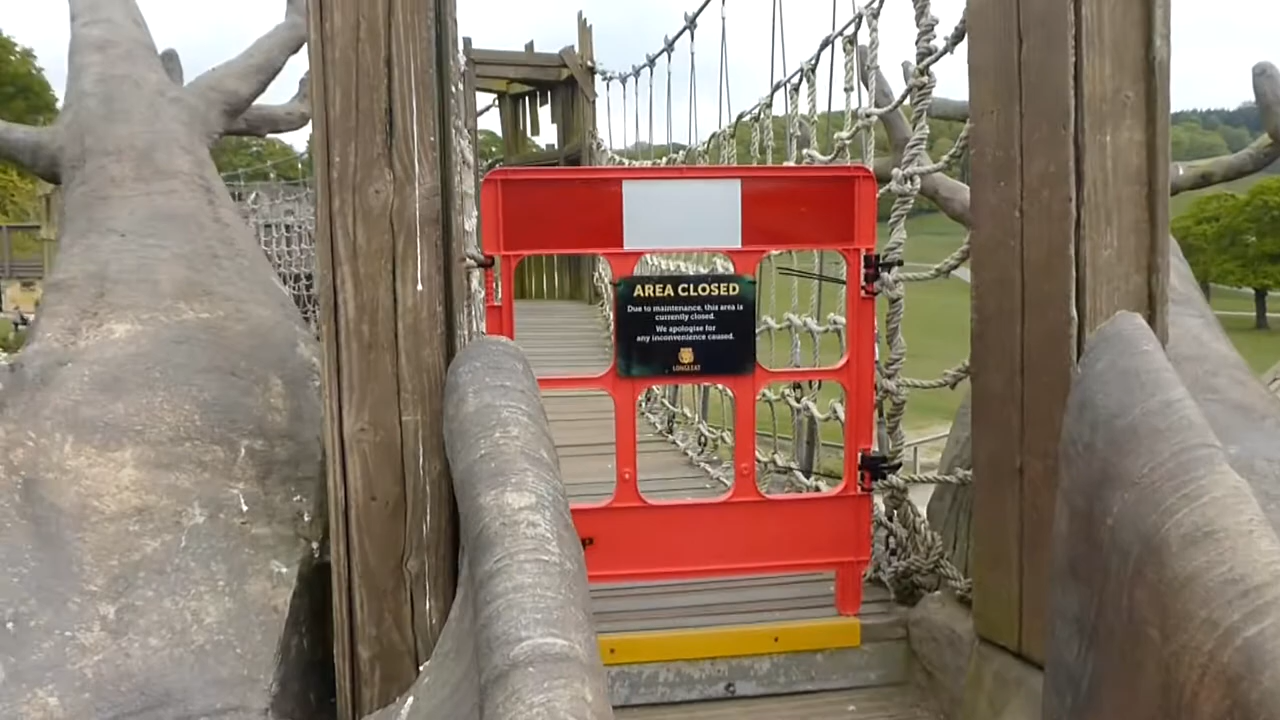 AREA CLOSED
Due to maintenance, this area is
currently closed.
We apologise for
any inconvenience caused.
LONGLEAT